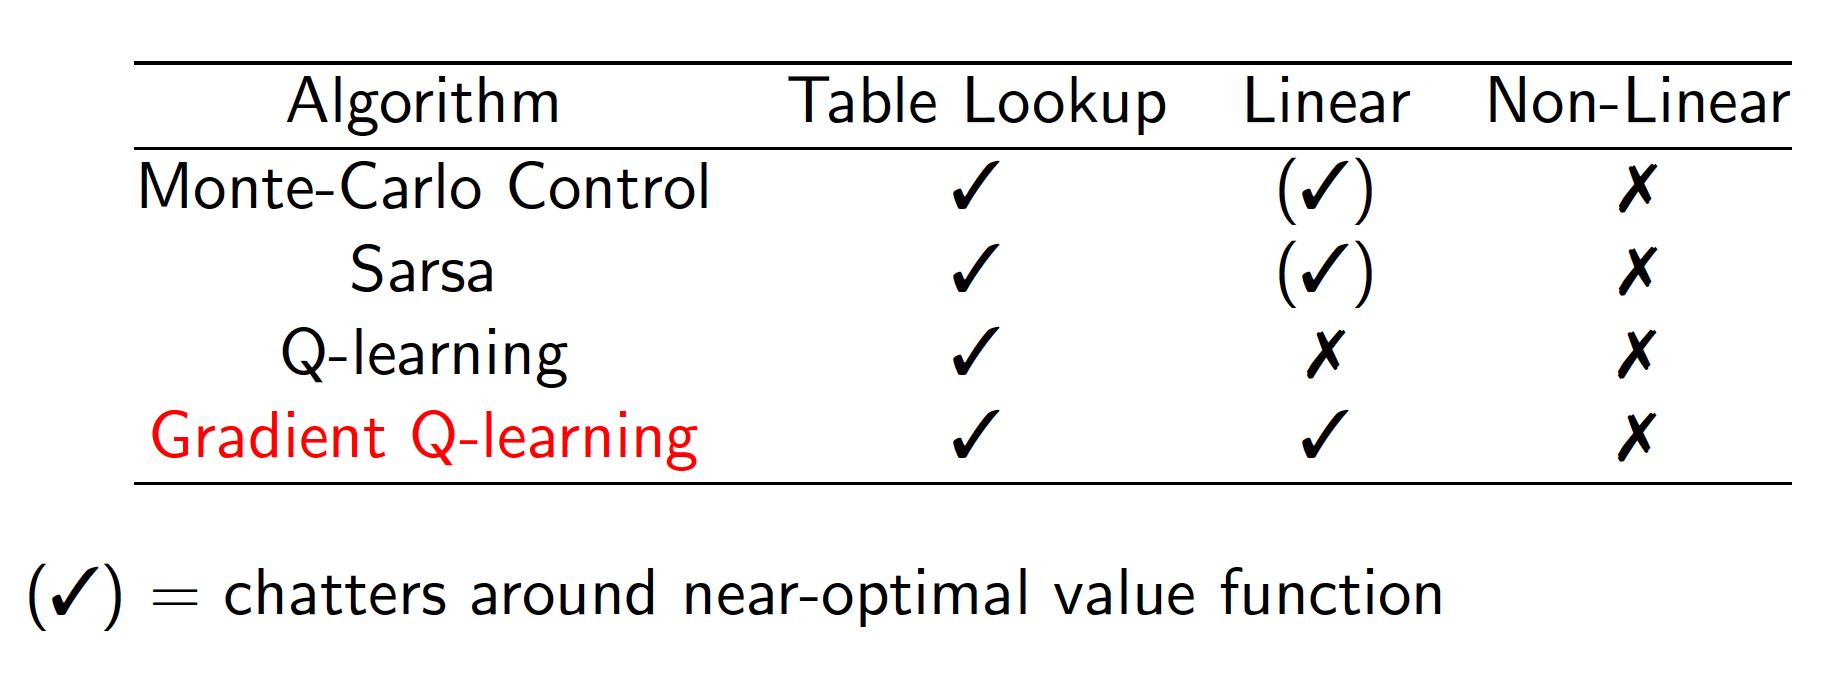 Algorithm Table Lookup Linear Non-Linear
Monte-Carlo Control ✓ (✓) ✗
Sarsa ✓ (✓) ✗
Q-learning ✓ ✗ ✗
Gradient Q-learning ✓ ✓ ✗
(✓) = chatters around near-optimal value function